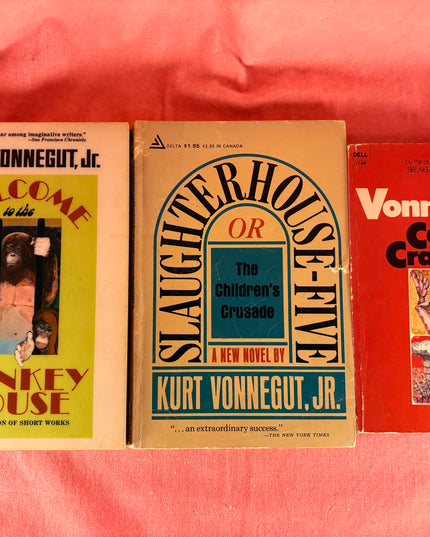 ar among imaginative writers."
—San Francisco Chronicle
ONNEGUT, Jr.
LCOME
to the
NKEY
OUSE
ON OF SHORT WORKS
DELTA $1.95 $2.35 IN CANADA
SLAUGHTERHOUSE-FIVE
OR
The
Children's
Crusade
A NEW NOVEL BY
KURT VONNEGUT, JR.
"...an extraordinary success."
—THE NEW YORK TIMES
DELL
by the au
BREAK
Vonn
Ca
Cra